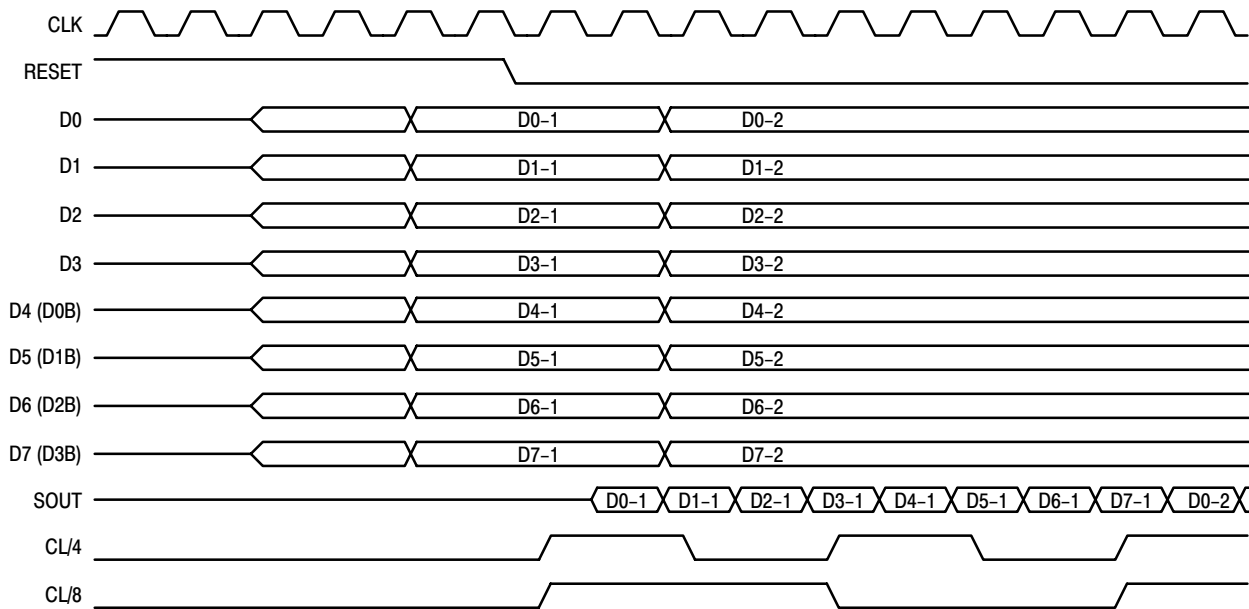 CLK
RESET
D0 D0–1 D0–2
D1 D1–1 D1–2
D2 D2–1 D2–2
D3 D3–1 D3–2
D4 (D0B) D4–1 D4–2
D5 (D1B) D5–1 D5–2
D6 (D2B) D6–1 D6–2
D7 (D3B) D7–1 D7–2
SOUT D0–1 D1–1 D2–1 D3–1 D4–1 D5–1 D6–1 D7–1 D0–2
CL/4
CL/8